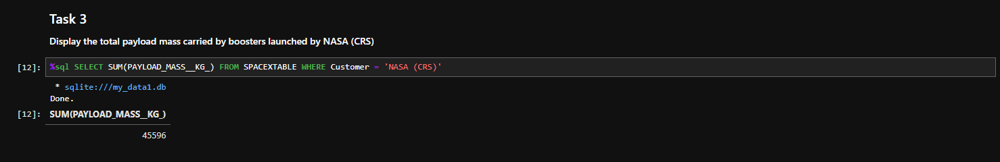 Task 3
Display the total payload mass carried by boosters launched by NASA (CRS)
[12]: %sql SELECT SUM(PAYLOAD_MASS__KG_) FROM SPACEXTABLE WHERE Customer = 'NASA (CRS)'
* sqlite:///my_data1.db
Done.
[12]: SUM(PAYLOAD_MASS__KG_)
45596